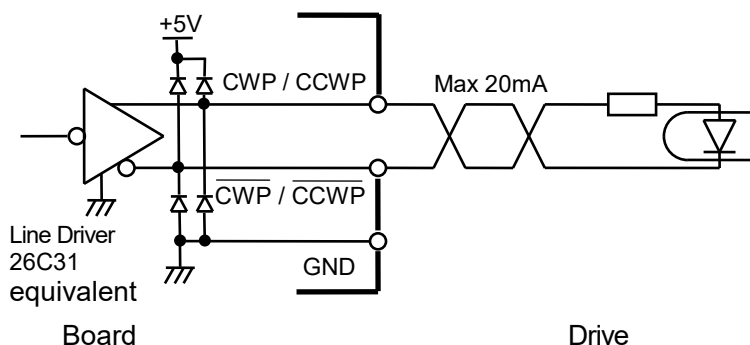 +5V
CWP / CCWP
Max 20mA
CWP / CCWP
Line Driver
26C31
equivalent
GND
Board
Drive